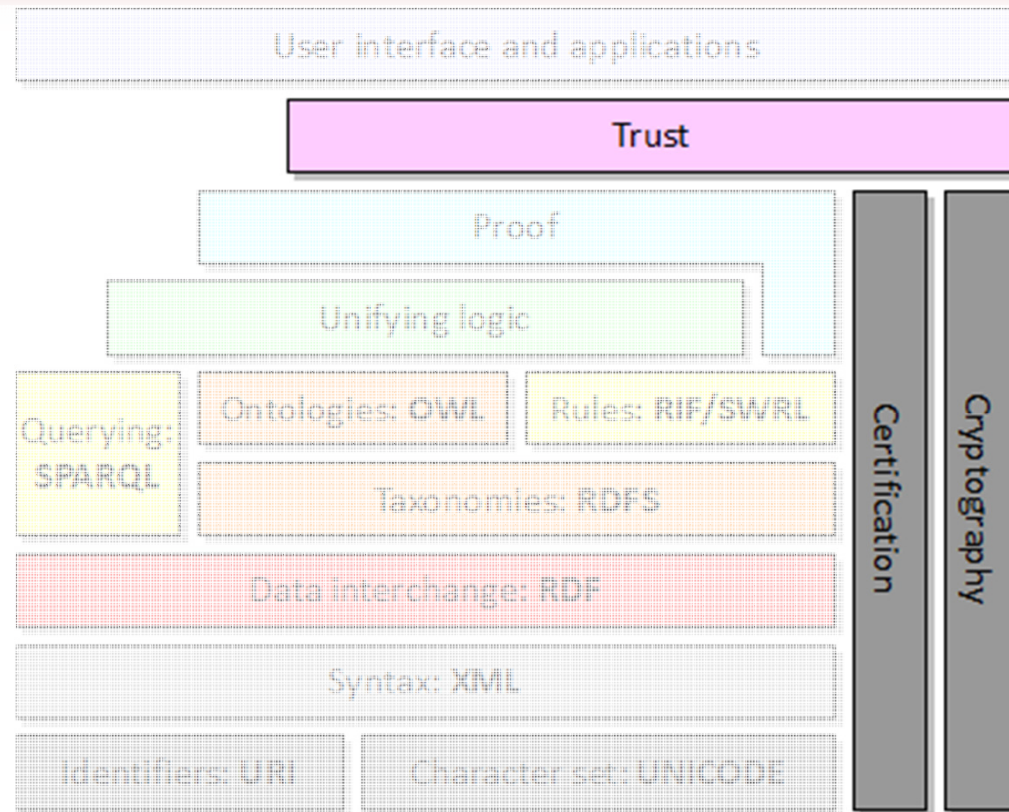 User interface and applications
Trust
Proof
Unifying logic
Ontologies: OWL
Rules: RIF/SWRL
Querying:
SPARQL
Taxonomies: RDFS
Data interchange: RDF
Syntax: XML
Identifiers: URI
Character set: UNICODE
Certification
Cryptography